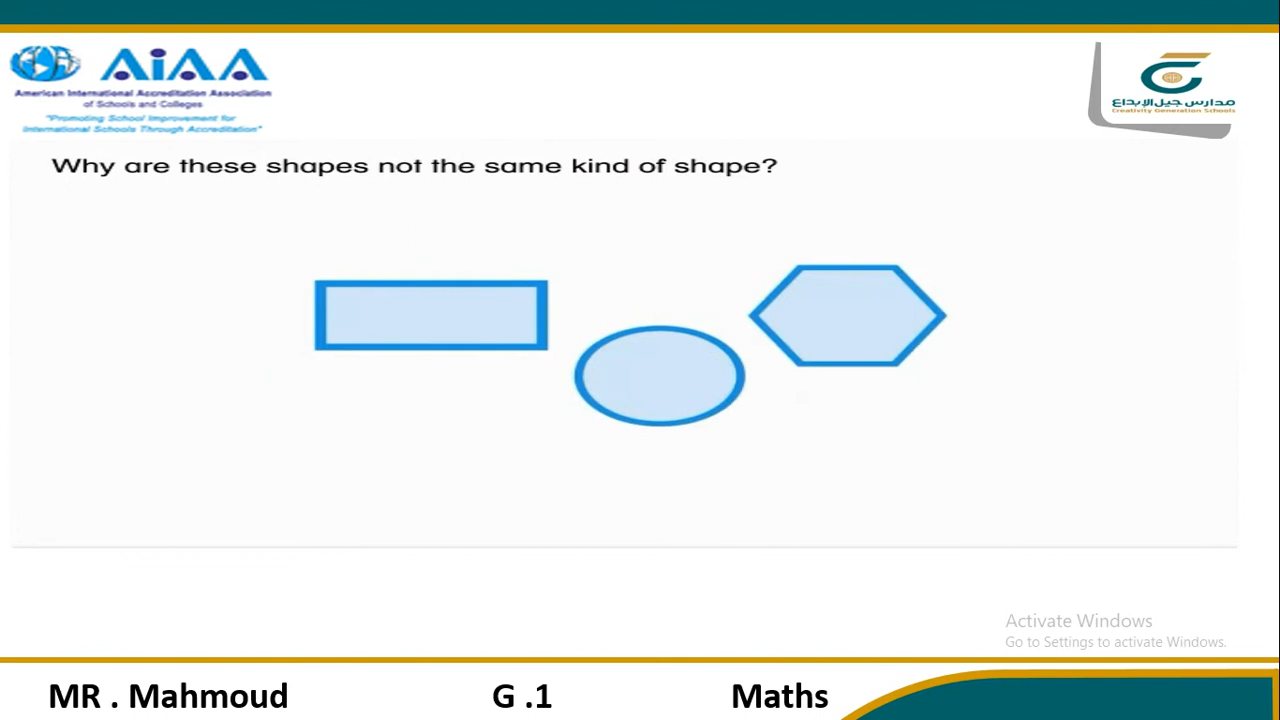 AiAA
American International Accreditation Association
of Schools and Colleges
"Promoting School Improvement for
International Schools Through Accreditation"
مدارس جيل الإبداع
Creativity Generation Schools
Why are these shapes not the same kind of shape?
Activate Windows
Go to Settings to activate Windows.
MR . Mahmoud
G .1
Maths